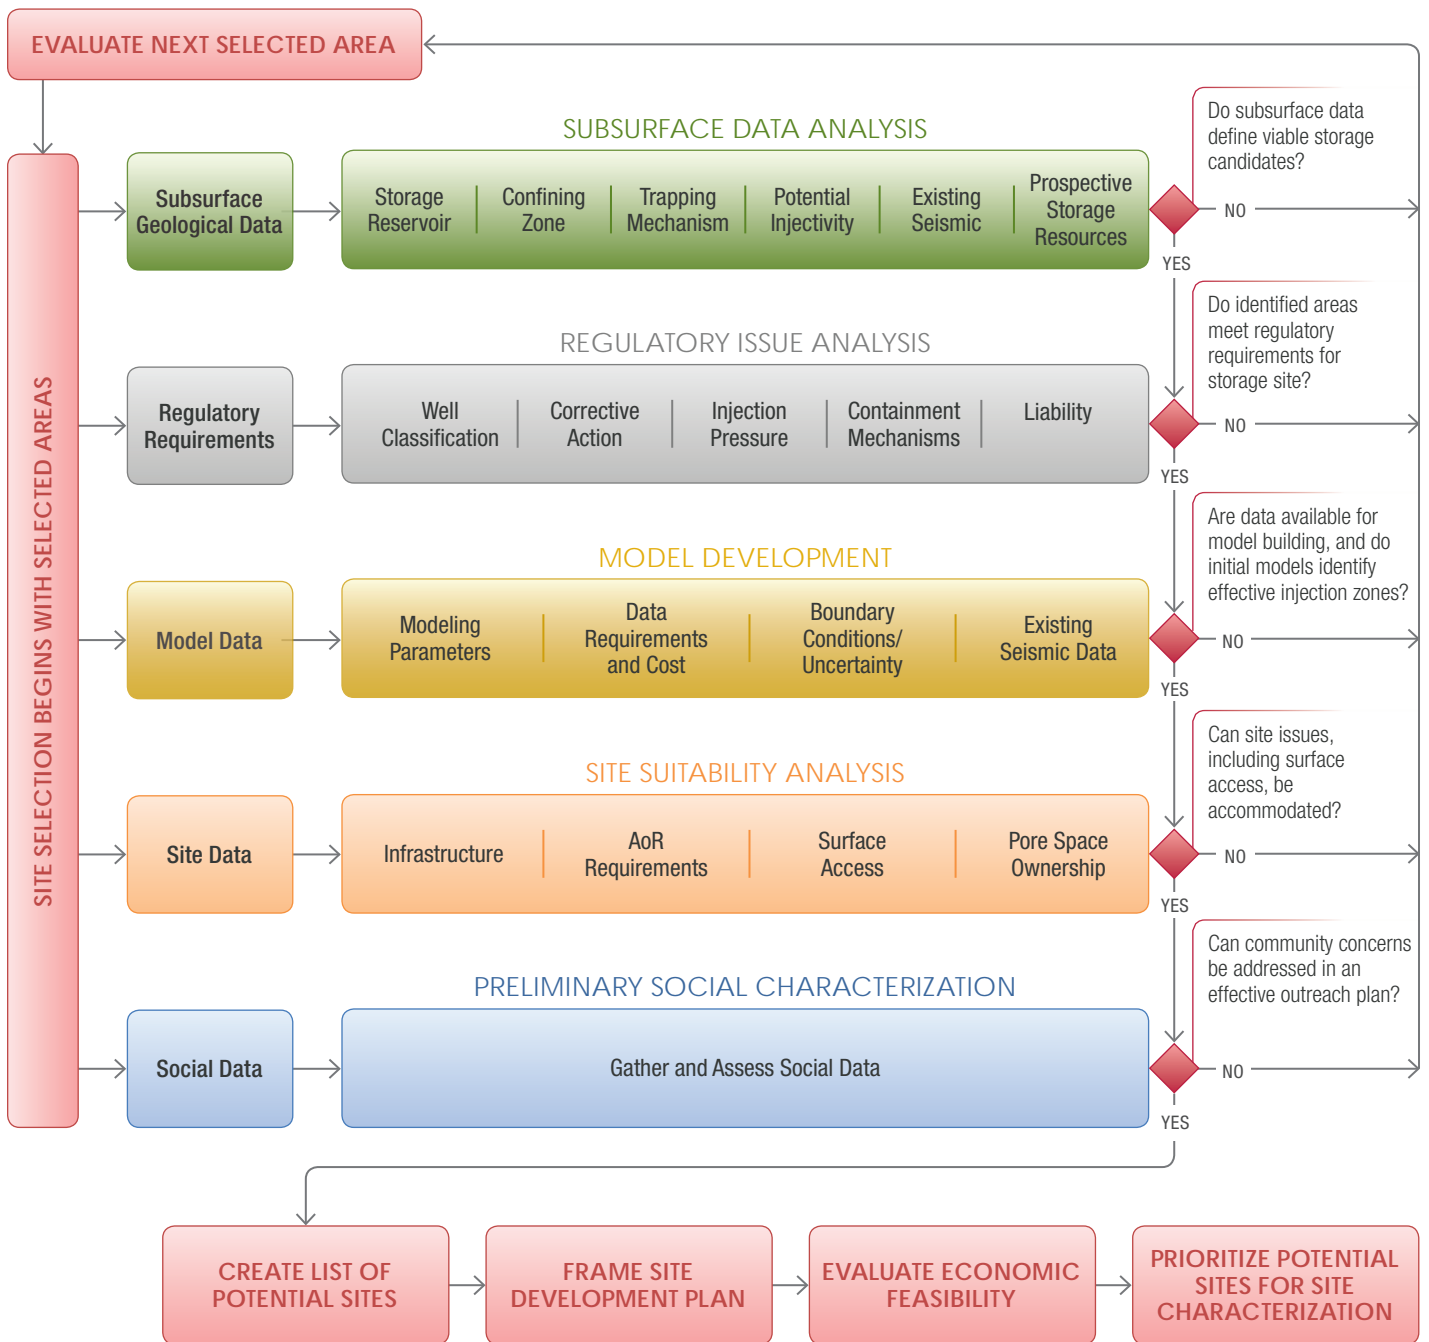 EVALUATE NEXT SELECTED AREA
SITE SELECTION BEGINS WITH SELECTED AREAS
SUBSURFACE DATA ANALYSIS
Subsurface
Geological Data
Storage
Reservoir
Confining
Zone
Trapping
Mechanism
Potential
Injectivity
Existing
Seismic
Prospective
Storage
Resources
Do subsurface data
define viable storage
candidates?
NO
YES
REGULATORY ISSUE ANALYSIS
Regulatory
Requirements
Well
Classification
Corrective
Action
Injection
Pressure
Containment
Mechanisms
Liability
Do identified areas
meet regulatory
requirements for
storage site?
NO
YES
MODEL DEVELOPMENT
Model Data
Modeling
Parameters
Data
Requirements
and Cost
Boundary
Conditions/
Uncertainty
Existing
Seismic Data
Are data available for
model building, and do
initial models identify
effective injection zones?
NO
YES
SITE SUITABILITY ANALYSIS
Site Data
Infrastructure
AoR
Requirements
Surface
Access
Pore Space
Ownership
Can site issues,
including surface
access, be
accommodated?
NO
YES
PRELIMINARY SOCIAL CHARACTERIZATION
Social Data
Gather and Assess Social Data
Can community concerns
be addressed in an
effective outreach plan?
NO
YES
CREATE LIST OF
POTENTIAL SITES
FRAME SITE
DEVELOPMENT PLAN
EVALUATE ECONOMIC
FEASIBILITY
PRIORITIZE POTENTIAL
SITES FOR SITE
CHARACTERIZATION